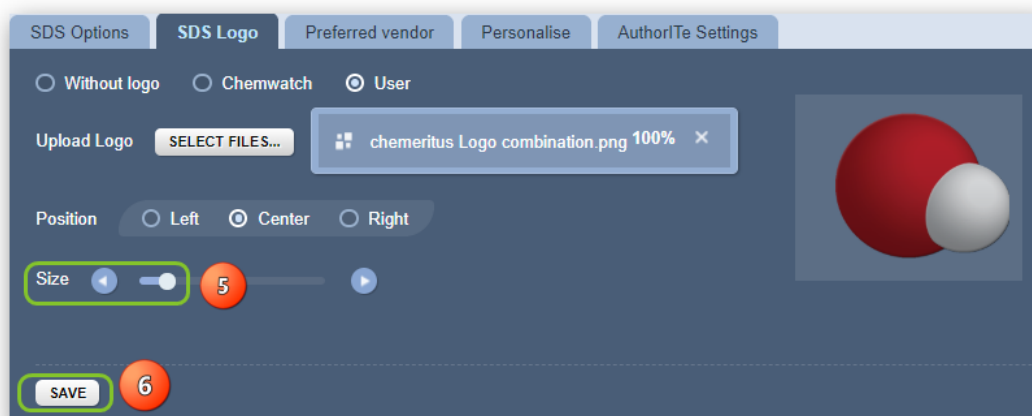 SDS Options SDS Logo Preferred vendor Personalise AuthorITe Settings
Without logo Chemwatch User
Upload Logo SELECT FILES... chemeritus Logo combination.png 100% ×
Position Left Center Right
Size 5
SAVE 6